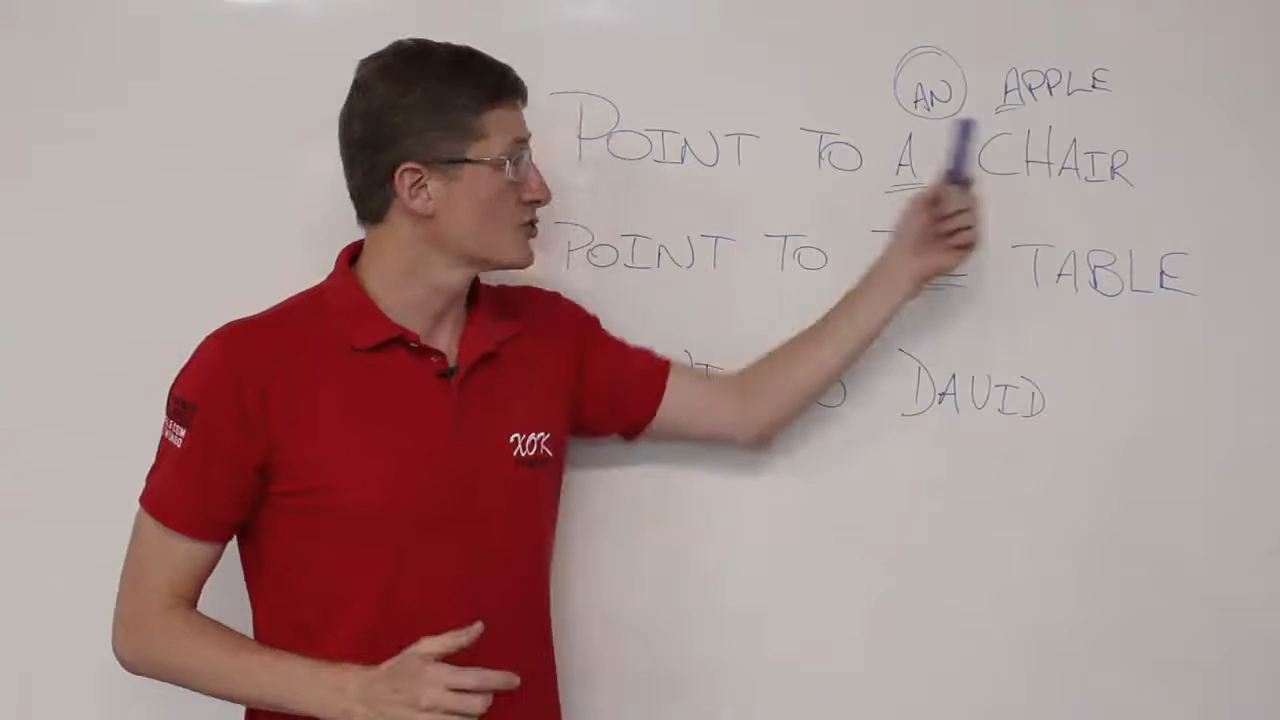 AN APPLE
POINT TO A CHAIR
POINT TO TABLE
DAVID
XOK